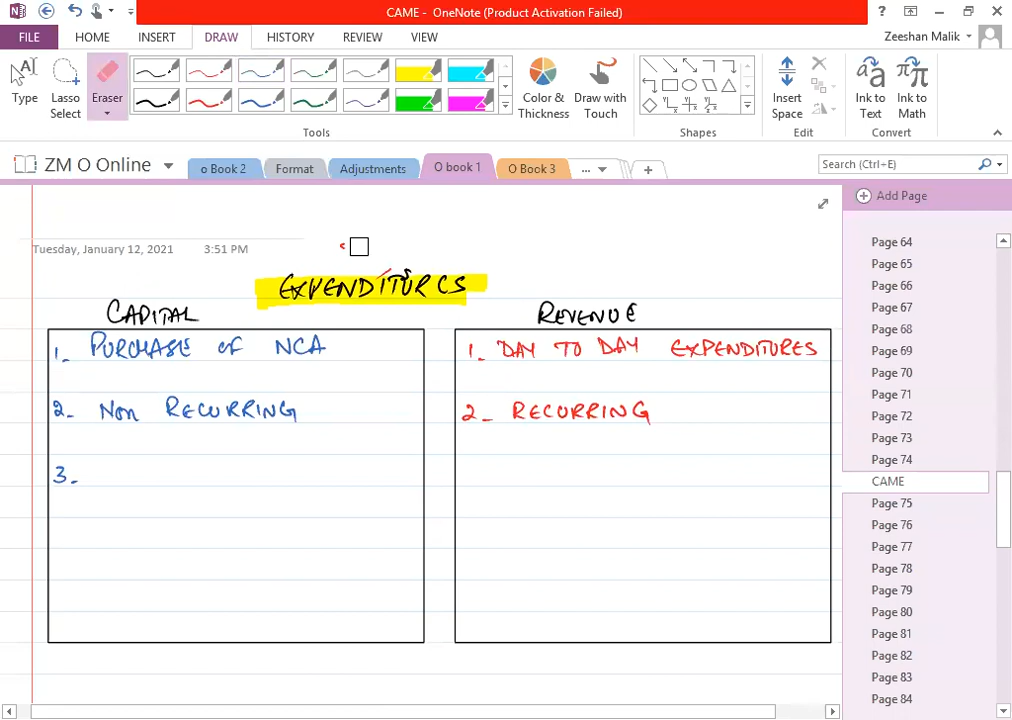 CAME - OneNote (Product Activation Failed)
?
Zeeshan Malik
FILE HOME INSERT DRAW HISTORY REVIEW VIEW
Type
Lasso Select
Eraser
Color & Thickness
Draw with Touch
Insert Space
Ink to Text
Ink to Math
Tools
Shapes
Edit
Convert
ZM O Online
o Book 2
Format
Adjustments
O book 1
O Book 3
...
Search (Ctrl+E)
Add Page
Tuesday, January 12, 2021 3:51 PM
EXPENDITURES
CAPITAL
1_ PURCHASE of NCA
2_ Non RECURRING
3_
REVENUE
1_ DAY TO DAY EXPENDITURES
2_ RECURRING
Page 64
Page 65
Page 66
Page 67
Page 68
Page 69
Page 70
Page 71
Page 72
Page 73
Page 74
CAME
Page 75
Page 76
Page 77
Page 78
Page 79
Page 80
Page 81
Page 82
Page 83
Page 84